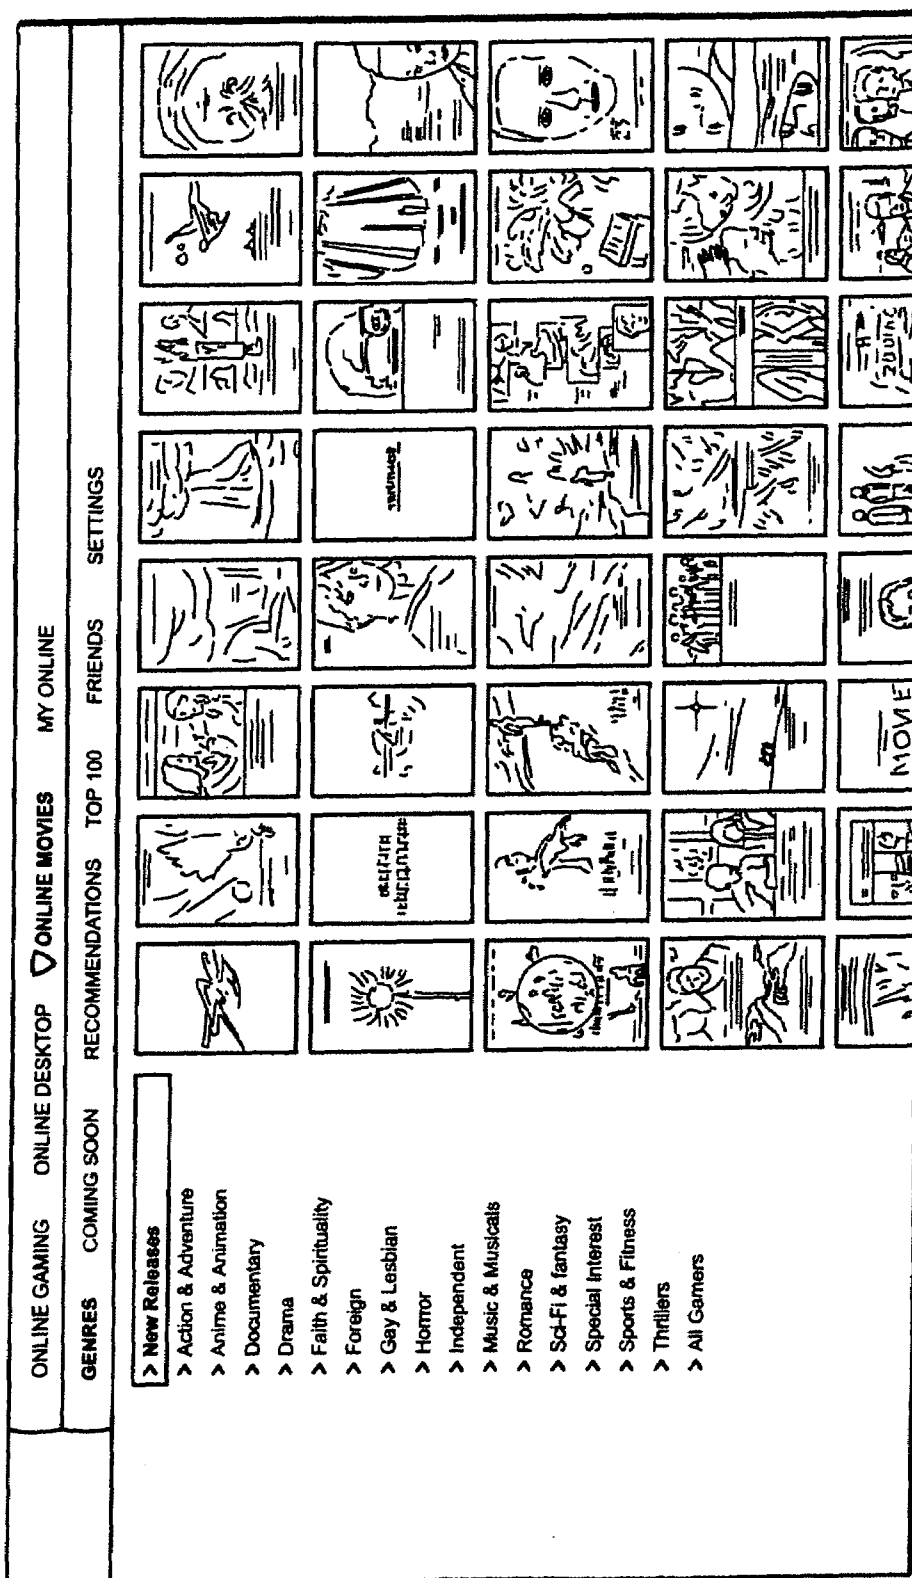 ONLINE GAMING ONLINE DESKTOP ONLINE MOVIES MY ONLINE
GENRES COMING SOON RECOMMENDATIONS TOP 100 FRIENDS SETTINGS
> New Releases
> Action & Adventure
> Anime & Animation
> Documentary
> Drama
> Faith & Spirituality
> Foreign
> Gay & Lesbian
> Horror
> Independent
> Music & Musicals
> Romance
> Sci-Fi & fantasy
> Special Interest
> Sports & Fitness
> Thrillers
> All Gamers
MOVIE